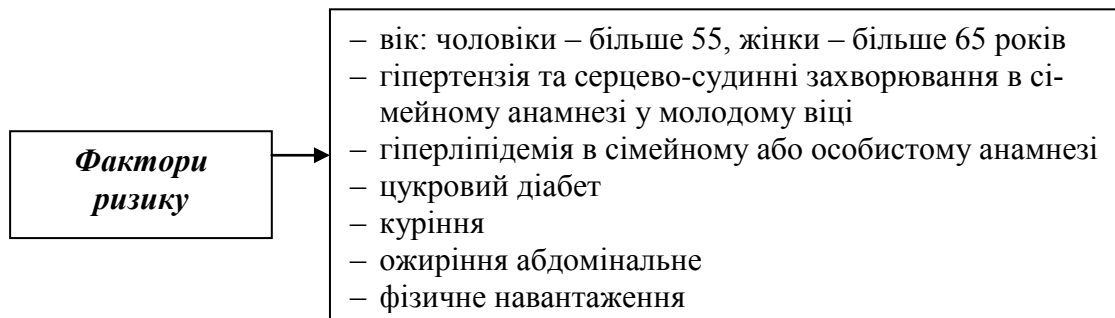 Фактори
ризику
– вік: чоловіки – більше 55, жінки – більше 65 років
– гіпертензія та серцево-судинні захворювання в сі-
мейному анамнезі у молодому віці
– гіперліпідемія в сімейному або особистому анамнезі
– цукровий діабет
– куріння
– ожиріння абдомінальне
– фізичне навантаження